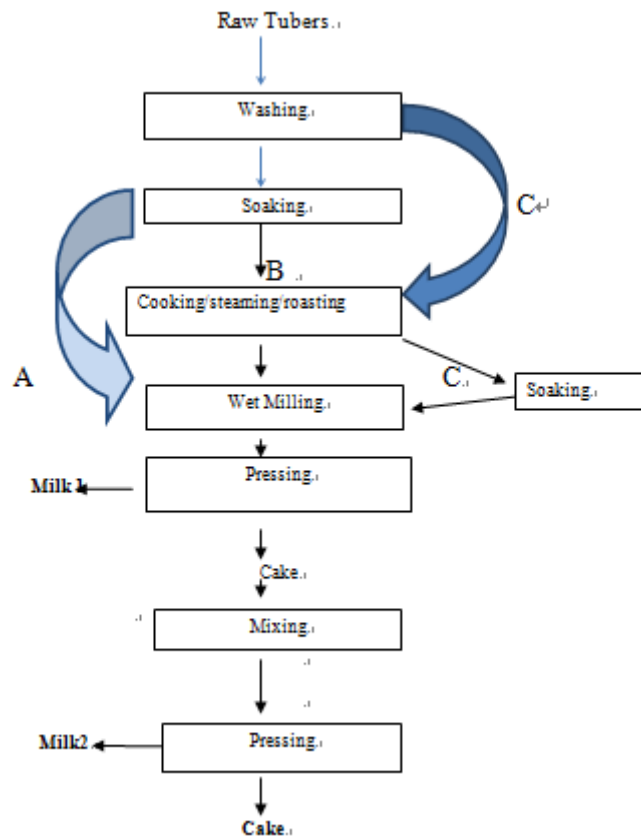 Raw Tubers.
Washing.
Soaking.
C
B
Cooking/steaming/roasting
A
C.
Soaking.
Wet Milling.
Pressing.
Milk 1
Cake.
Mixing.
Pressing.
Milk2.
Cake.